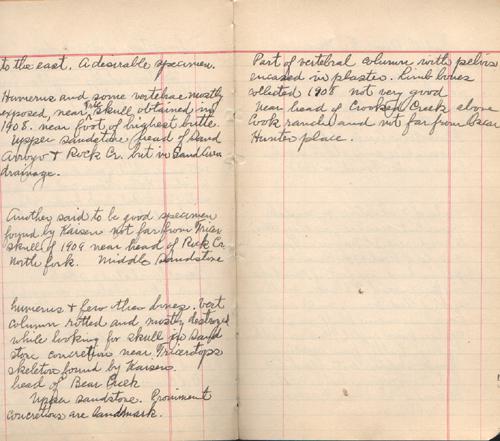 to the east. A desirable specimen.
Humerus and some vertebrae mostly
exposed, near Tric skull obtained in
1908. near foot of highest butte.
Upper sandstone, head of Sand
Arroyo + Rock Cr. but in Sand Arroyo
drainage.
Another said to be good specimen
found by Kaisen not far from Tricer
skull of 1909 near head of Rock Cr
North fork. Middle Sandstone
humerus + few other bones. Vert
column rotted and mostly destroyed
while looking for skull in sand
stone concretion near Triceratops
skeleton found by Kaisen.
head of Bear Creek
Upper sandstone. Prominent
concretions are landmark.
Part of vertebral column with pelvis
encased in plaster. Limb bones
collected 1908 not very good
near head of Crooked Creek above
Cook ranch and not far from Oscar
Hunter place.